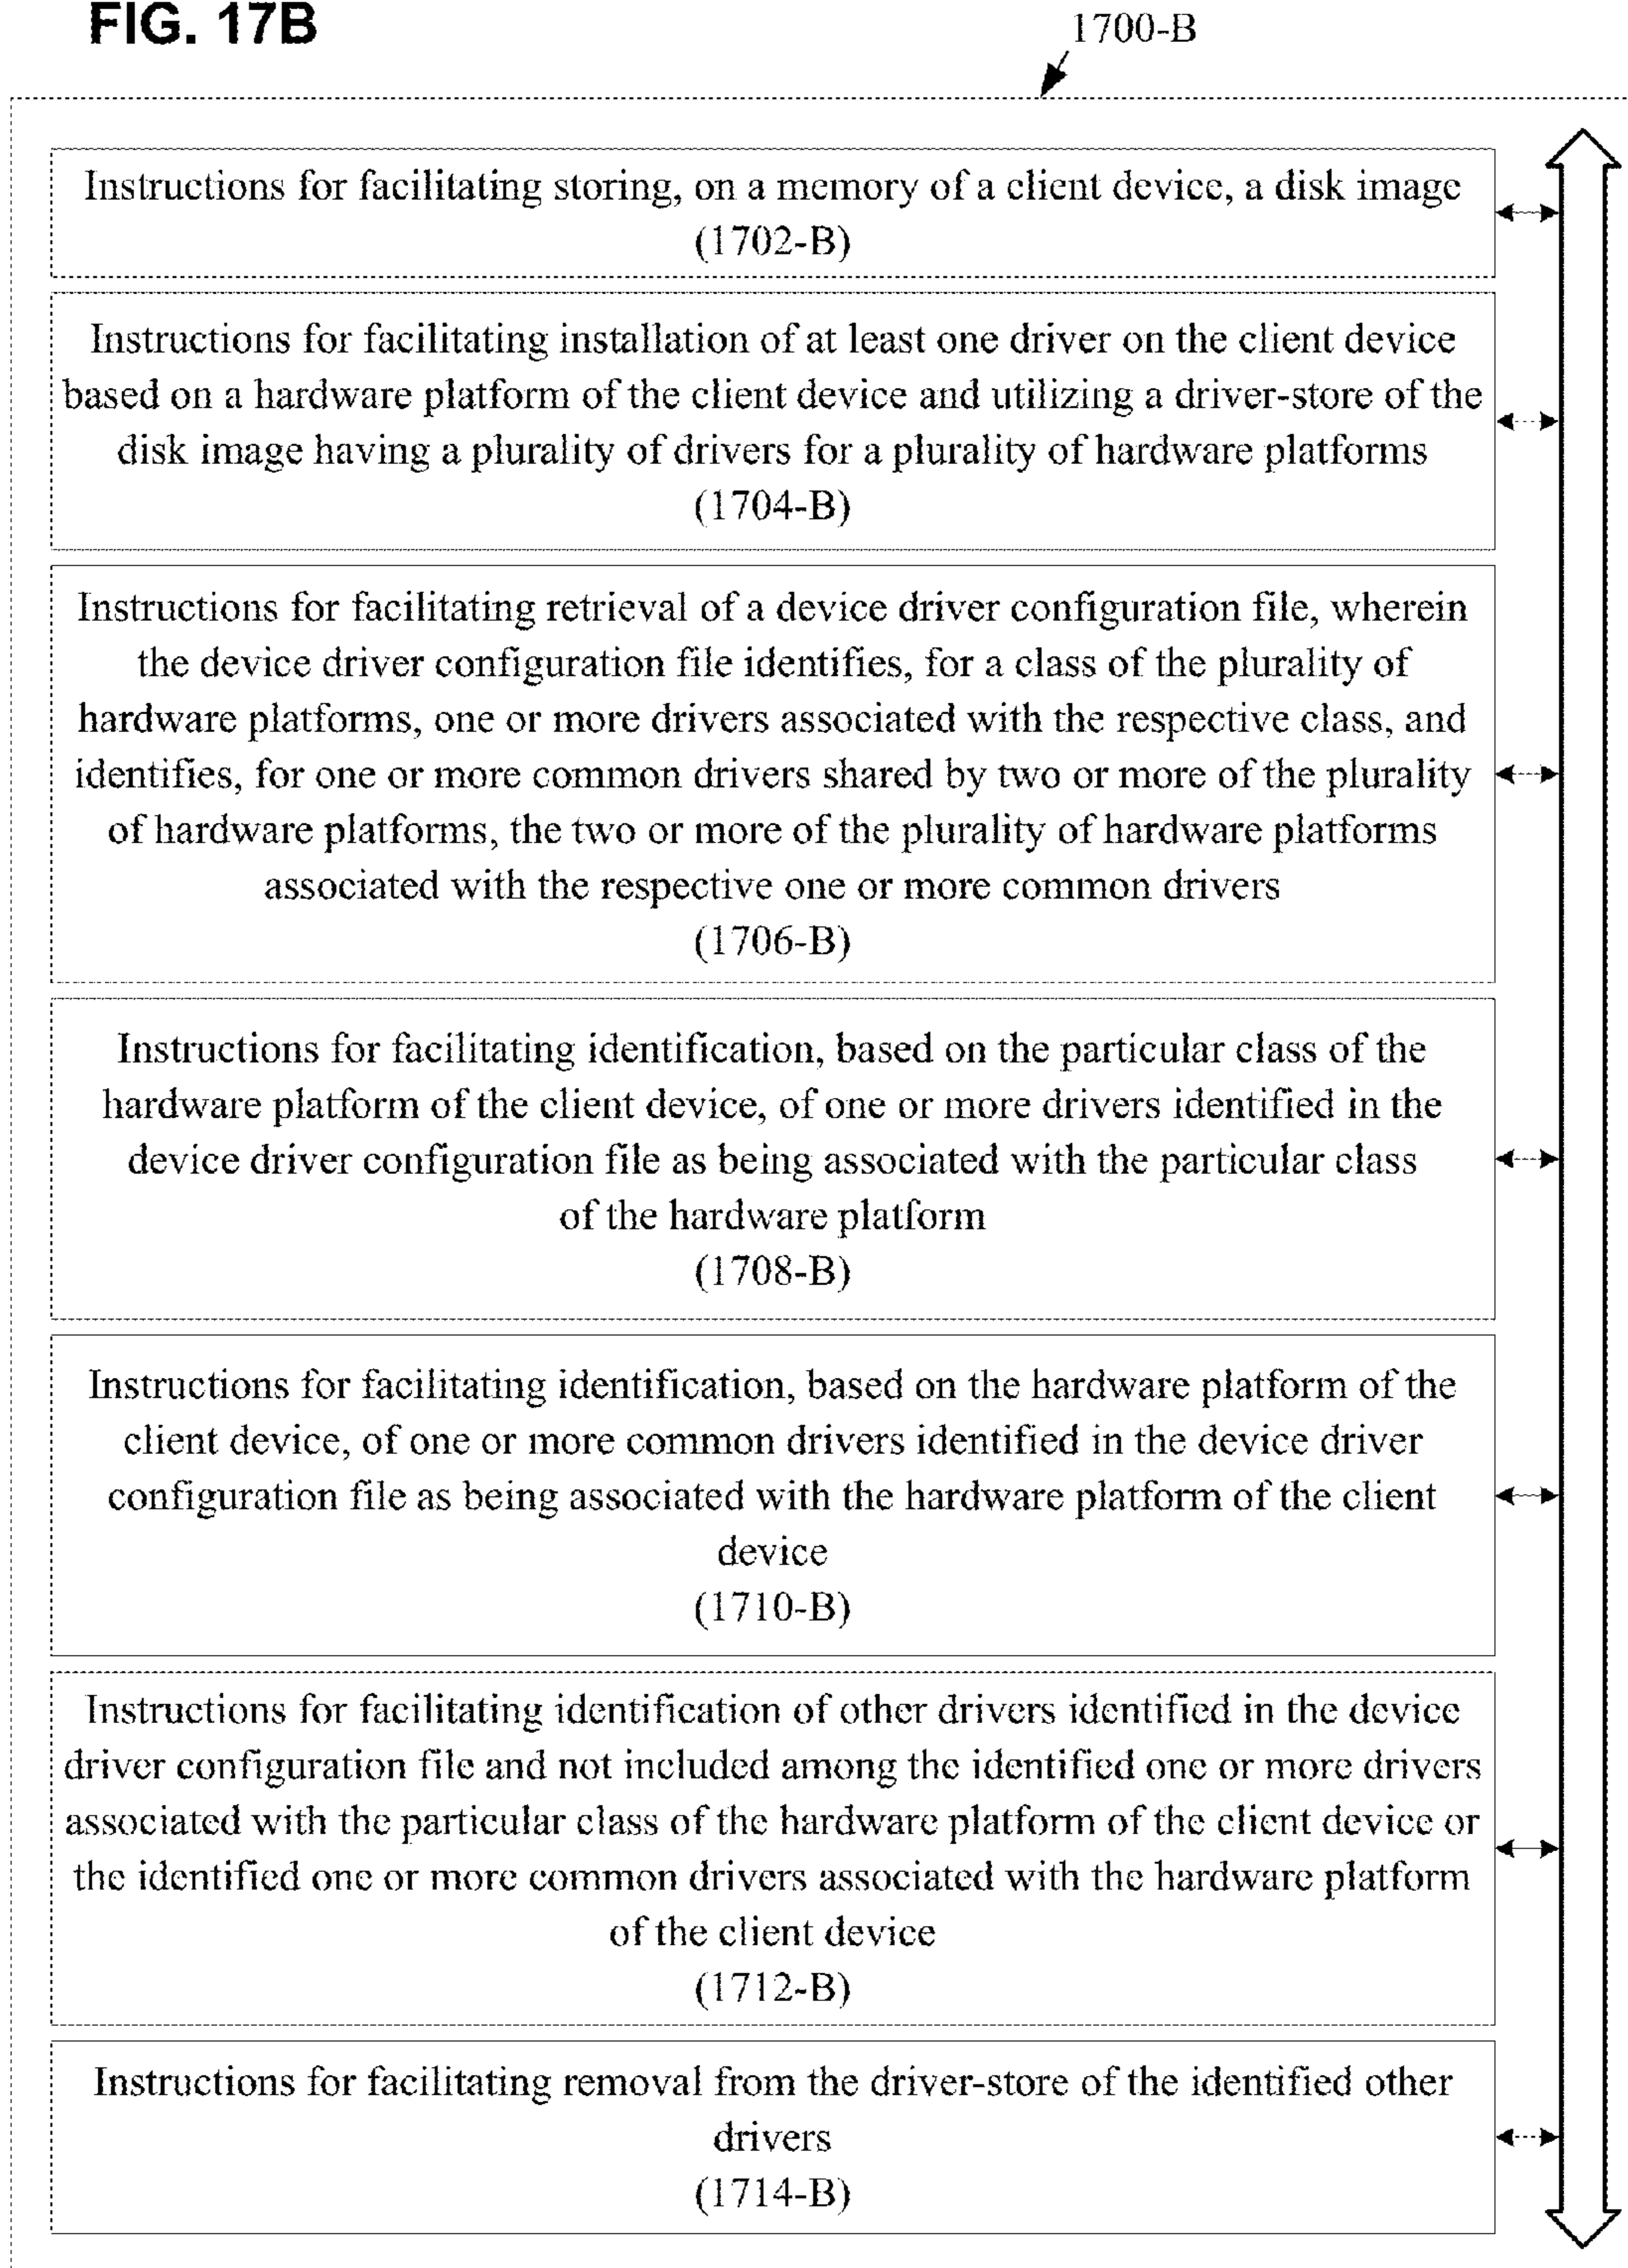 FIG. 17B
1700-B
Instructions for facilitating storing, on a memory of a client device, a disk image
(1702-B)
Instructions for facilitating installation of at least one driver on the client device
based on a hardware platform of the client device and utilizing a driver-store of the
disk image having a plurality of drivers for a plurality of hardware platforms
(1704-B)
Instructions for facilitating retrieval of a device driver configuration file, wherein
the device driver configuration file identifies, for a class of the plurality of
hardware platforms, one or more drivers associated with the respective class, and
identifies, for one or more common drivers shared by two or more of the plurality
of hardware platforms, the two or more of the plurality of hardware platforms
associated with the respective one or more common drivers
(1706-B)
Instructions for facilitating identification, based on the particular class of the
hardware platform of the client device, of one or more drivers identified in the
device driver configuration file as being associated with the particular class
of the hardware platform
(1708-B)
Instructions for facilitating identification, based on the hardware platform of the
client device, of one or more common drivers identified in the device driver
configuration file as being associated with the hardware platform of the client
device
(1710-B)
Instructions for facilitating identification of other drivers identified in the device
driver configuration file and not included among the identified one or more drivers
associated with the particular class of the hardware platform of the client device or
the identified one or more common drivers associated with the hardware platform
of the client device
(1712-B)
Instructions for facilitating removal from the driver-store of the identified other
drivers
(1714-B)